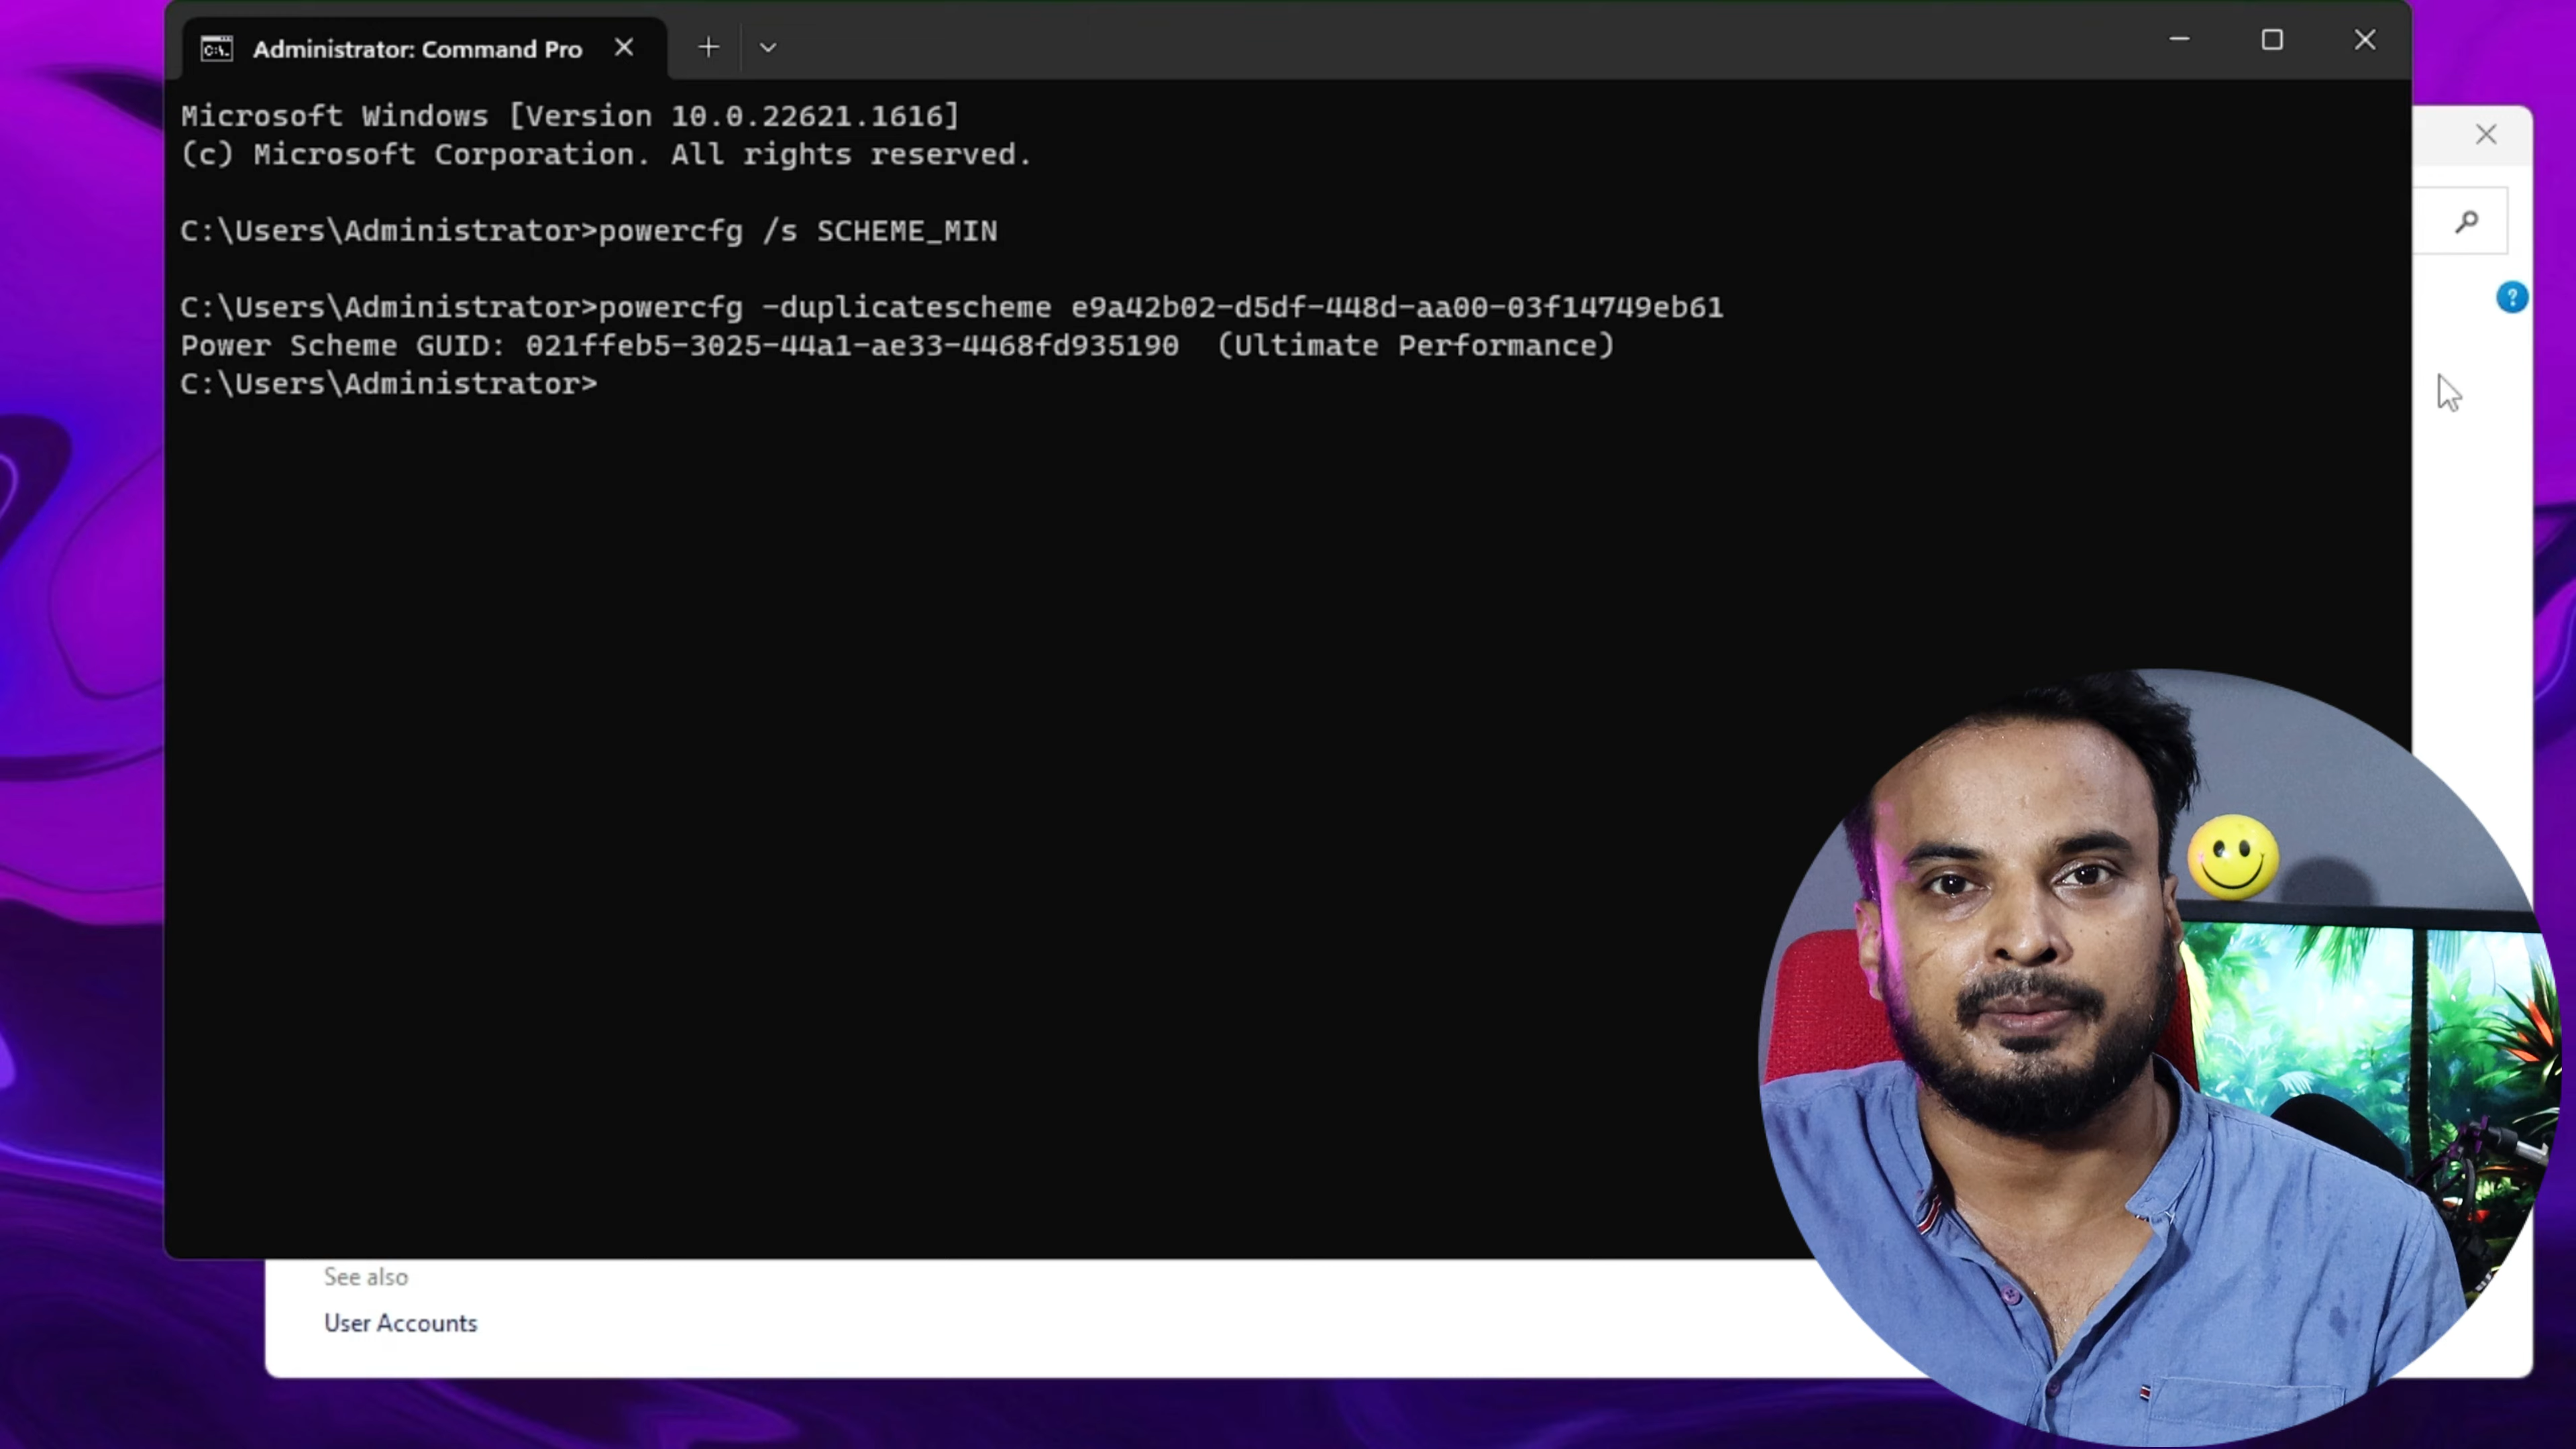 Administrator: Command Pro
Microsoft Windows [Version 10.0.22621.1616]
(c) Microsoft Corporation. All rights reserved.
C:\Users\Administrator>powercfg /s SCHEME_MIN
C:\Users\Administrator>powercfg -duplicatescheme e9a42b02-d5df-448d-aa00-03f14749eb61
Power Scheme GUID: 021ffeb5-3025-44a1-ae33-4468fd935190  (Ultimate Performance)
C:\Users\Administrator>
See also
User Accounts